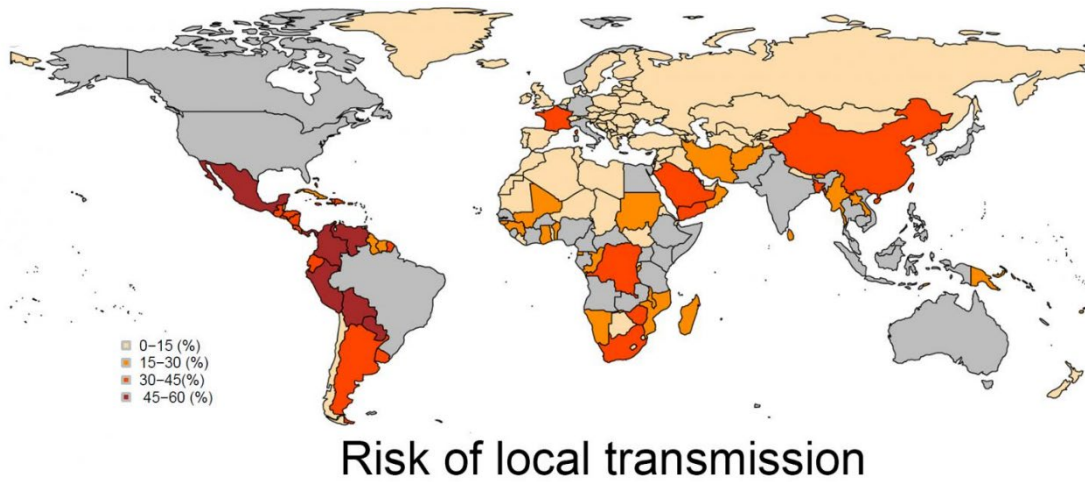 0–15 (%)
15–30 (%)
30–45(%)
45–60 (%)
Risk of local transmission